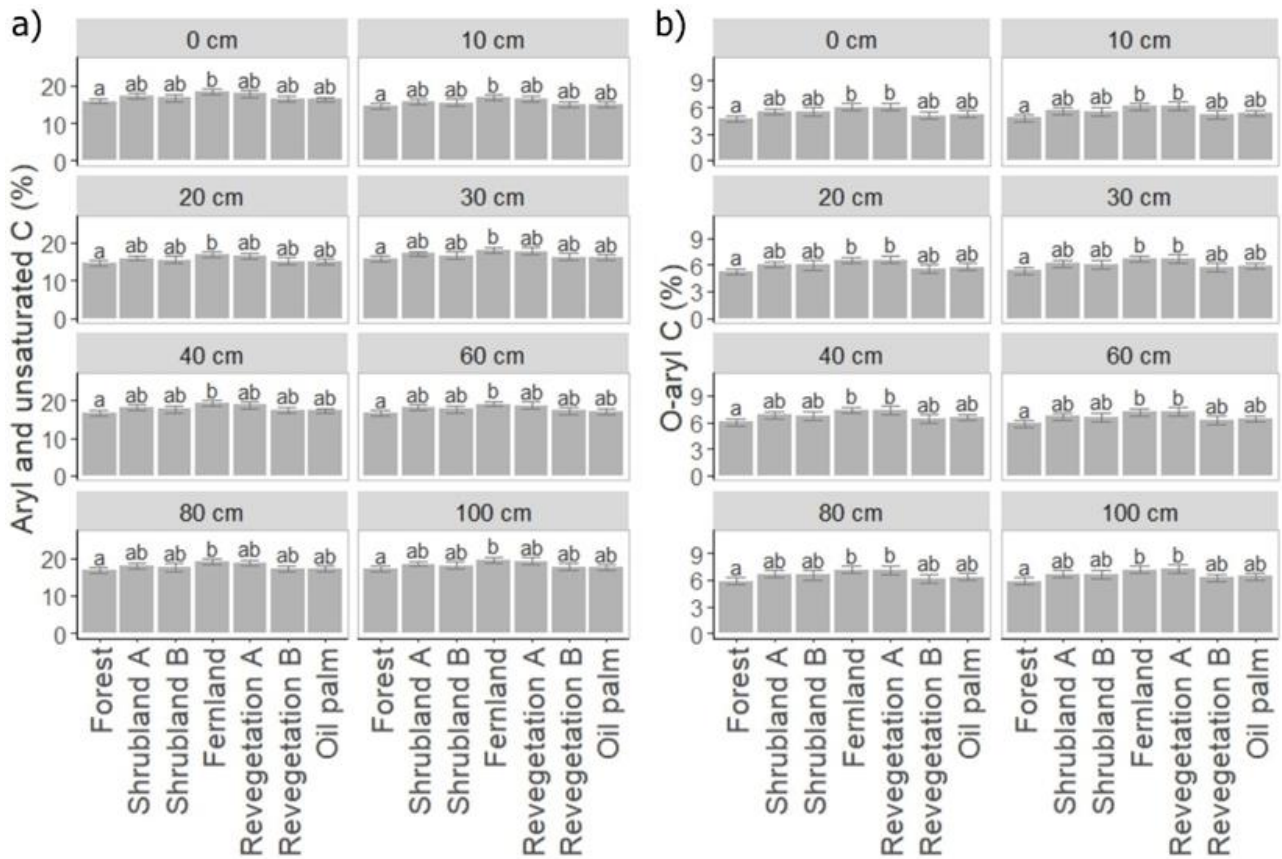 a)
Aryl and unsaturated C (%)
0 cm
10 cm
20
10
0
a ab ab b ab ab ab
a ab ab b ab ab ab
20 cm
30 cm
20
10
0
a ab ab b ab ab ab
a ab ab b ab ab ab
40 cm
60 cm
20
10
0
a ab ab b ab ab ab
a ab ab b ab ab ab
80 cm
100 cm
20
10
0
a ab ab b ab ab ab
a ab ab b ab ab ab
Forest
Shrubland A
Shrubland B
Fernland
Revegetation A
Revegetation B
Oil palm
Forest
Shrubland A
Shrubland B
Fernland
Revegetation A
Revegetation B
Oil palm
b)
O-aryl C (%)
0 cm
10 cm
9
6
3
0
a ab ab b b ab ab
a ab ab b b ab ab
20 cm
30 cm
9
6
3
0
a ab ab b b ab ab
a ab ab b b ab ab
40 cm
60 cm
9
6
3
0
a ab ab b b ab ab
a ab ab b b ab ab
80 cm
100 cm
9
6
3
0
a ab ab b b ab ab
a ab ab b b ab ab
Forest
Shrubland A
Shrubland B
Fernland
Revegetation A
Revegetation B
Oil palm
Forest
Shrubland A
Shrubland B
Fernland
Revegetation A
Revegetation B
Oil palm